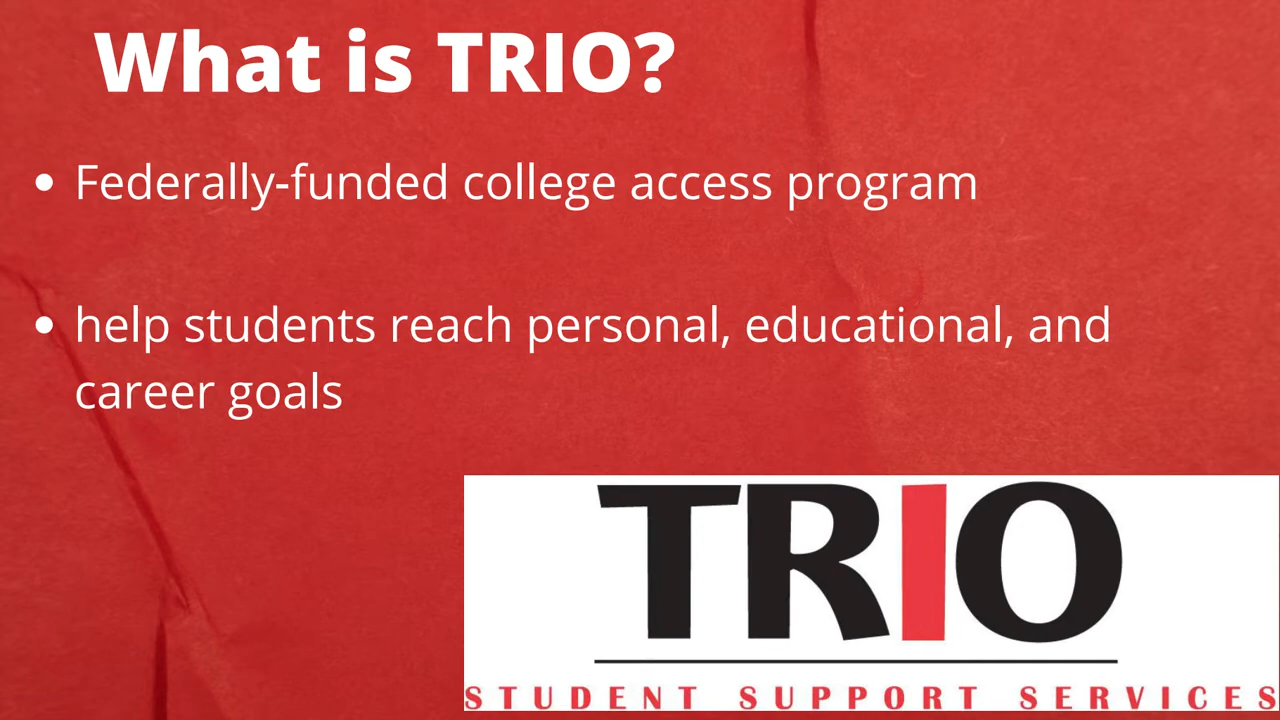 What is TRIO?
• Federally-funded college access program
• help students reach personal, educational, and
career goals
TRIO
STUDENT SUPPORT SERVICES